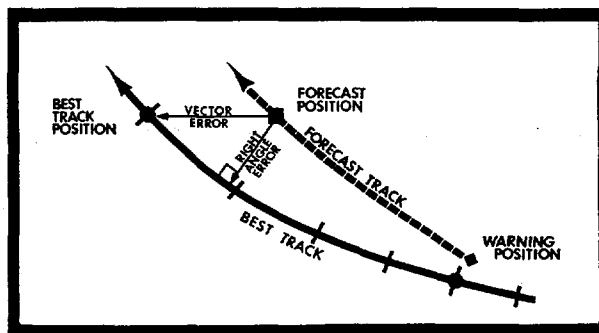 BEST
TRACK
POSITION
VECTOR
ERROR
FORECAST
POSITION
RIGHT
ANGLE
ERROR
FORECAST TRACK
BEST TRACK
WARNING
POSITION